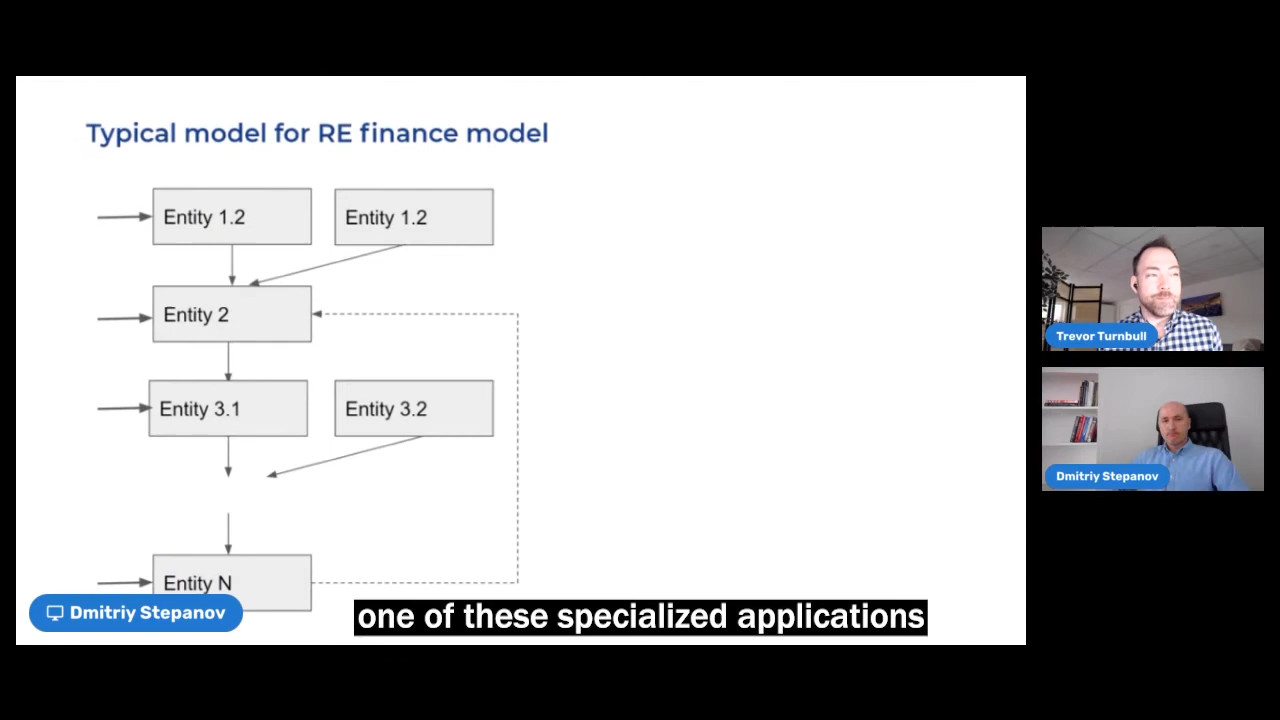 Typical model for RE finance model
Entity 1.2
Entity 1.2
Entity 2
Entity 3.1
Entity 3.2
Entity N
Dmitriy Stepanov
one of these specialized applications
Trevor Turnbull
Dmitriy Stepanov